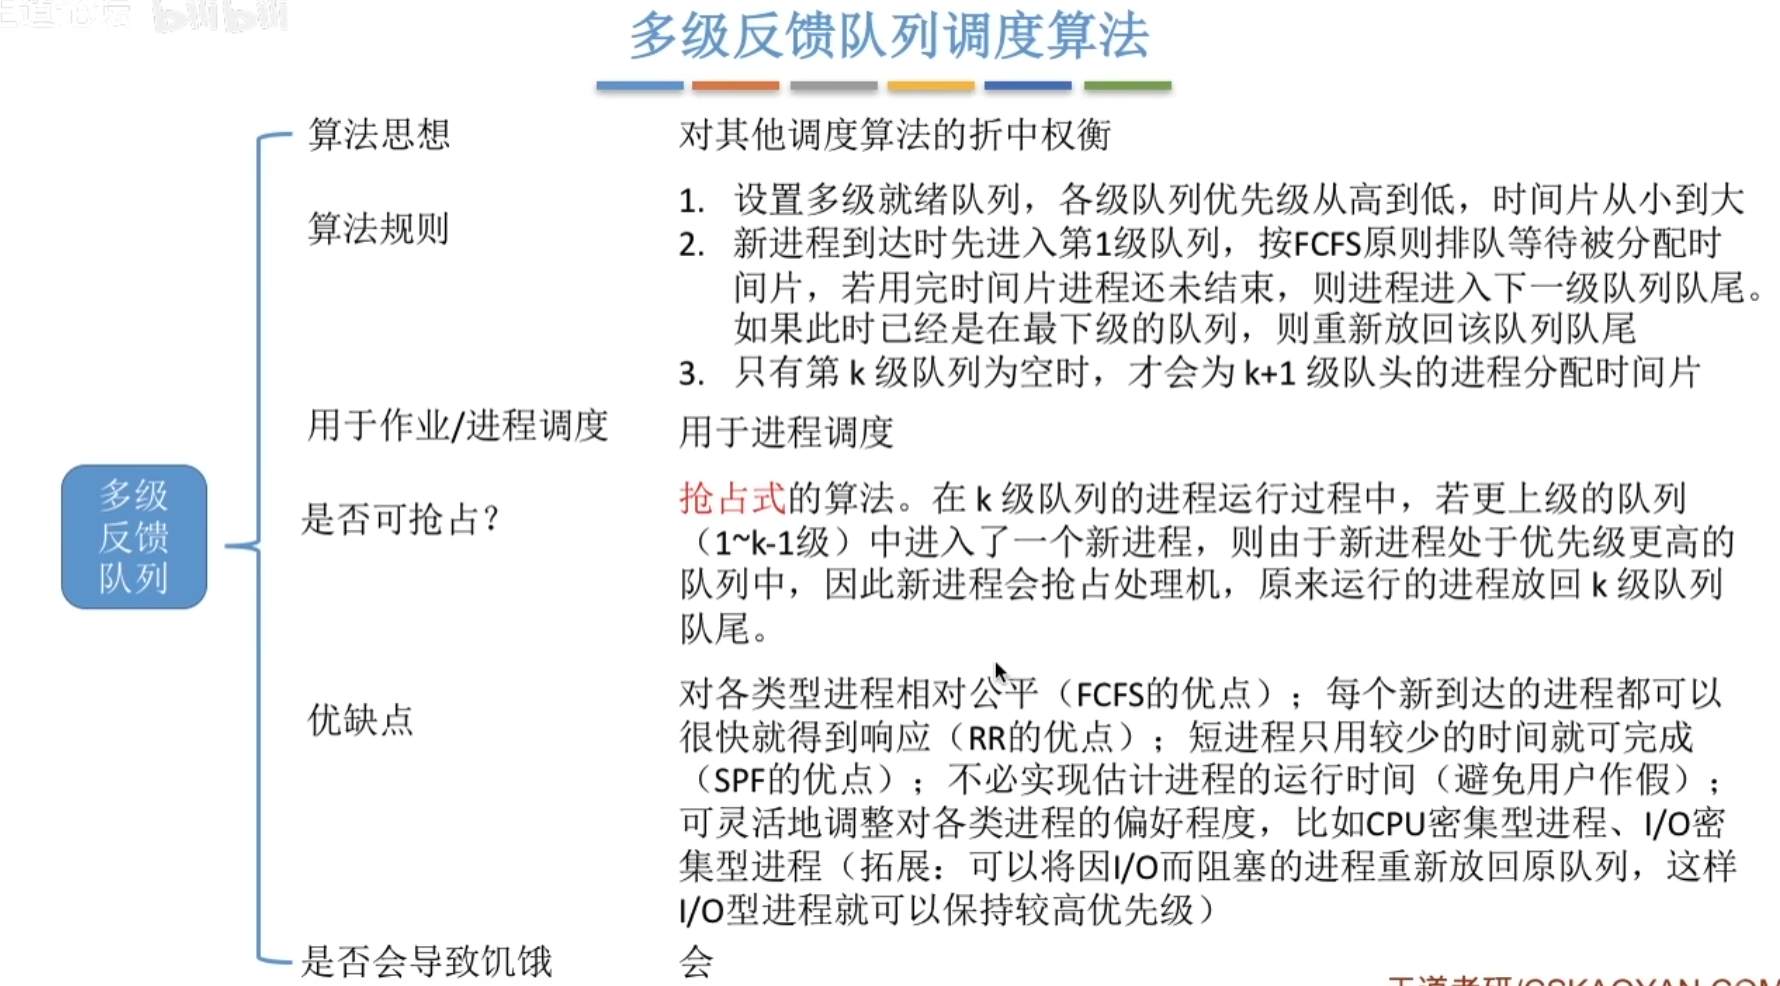 bilibili
多级反馈队列调度算法
算法思想
对其他调度算法的折中权衡
算法规则
1. 设置多级就绪队列，各级队列优先级从高到低，时间片从小到大
2. 新进程到达时先进入第1级队列，按FCFS原则排队等待被分配时
间片，若用完时间片进程还未结束，则进程进入下一级队列队尾。
如果此时已经是在最下级的队列，则重新放回该队列队尾
3. 只有第 k 级队列为空时，才会为 k+1 级队头的进程分配时间片
用于作业/进程调度
用于进程调度
多级
反馈
队列
是否可抢占？
抢占式的算法。在 k 级队列的进程运行过程中，若更上级的队列
（1~k-1级）中进入了一个新进程，则由于新进程处于优先级更高的
队列中，因此新进程会抢占处理机，原来运行的进程放回 k 级队列
队尾。
优缺点
对各类型进程相对公平（FCFS的优点）；每个新到达的进程都可以
很快就得到响应（RR的优点）；短进程只用较少的时间就可完成
（SPF的优点）；不必实现估计进程的运行时间（避免用户作假）；
可灵活地调整对各类进程的偏好程度，比如CPU密集型进程、I/O密
集型进程（拓展：可以将因I/O而阻塞的进程重新放回原队列，这样
I/O型进程就可以保持较高优先级）
是否会导致饥饿
会
王道考研/CSKAOYAN.COM